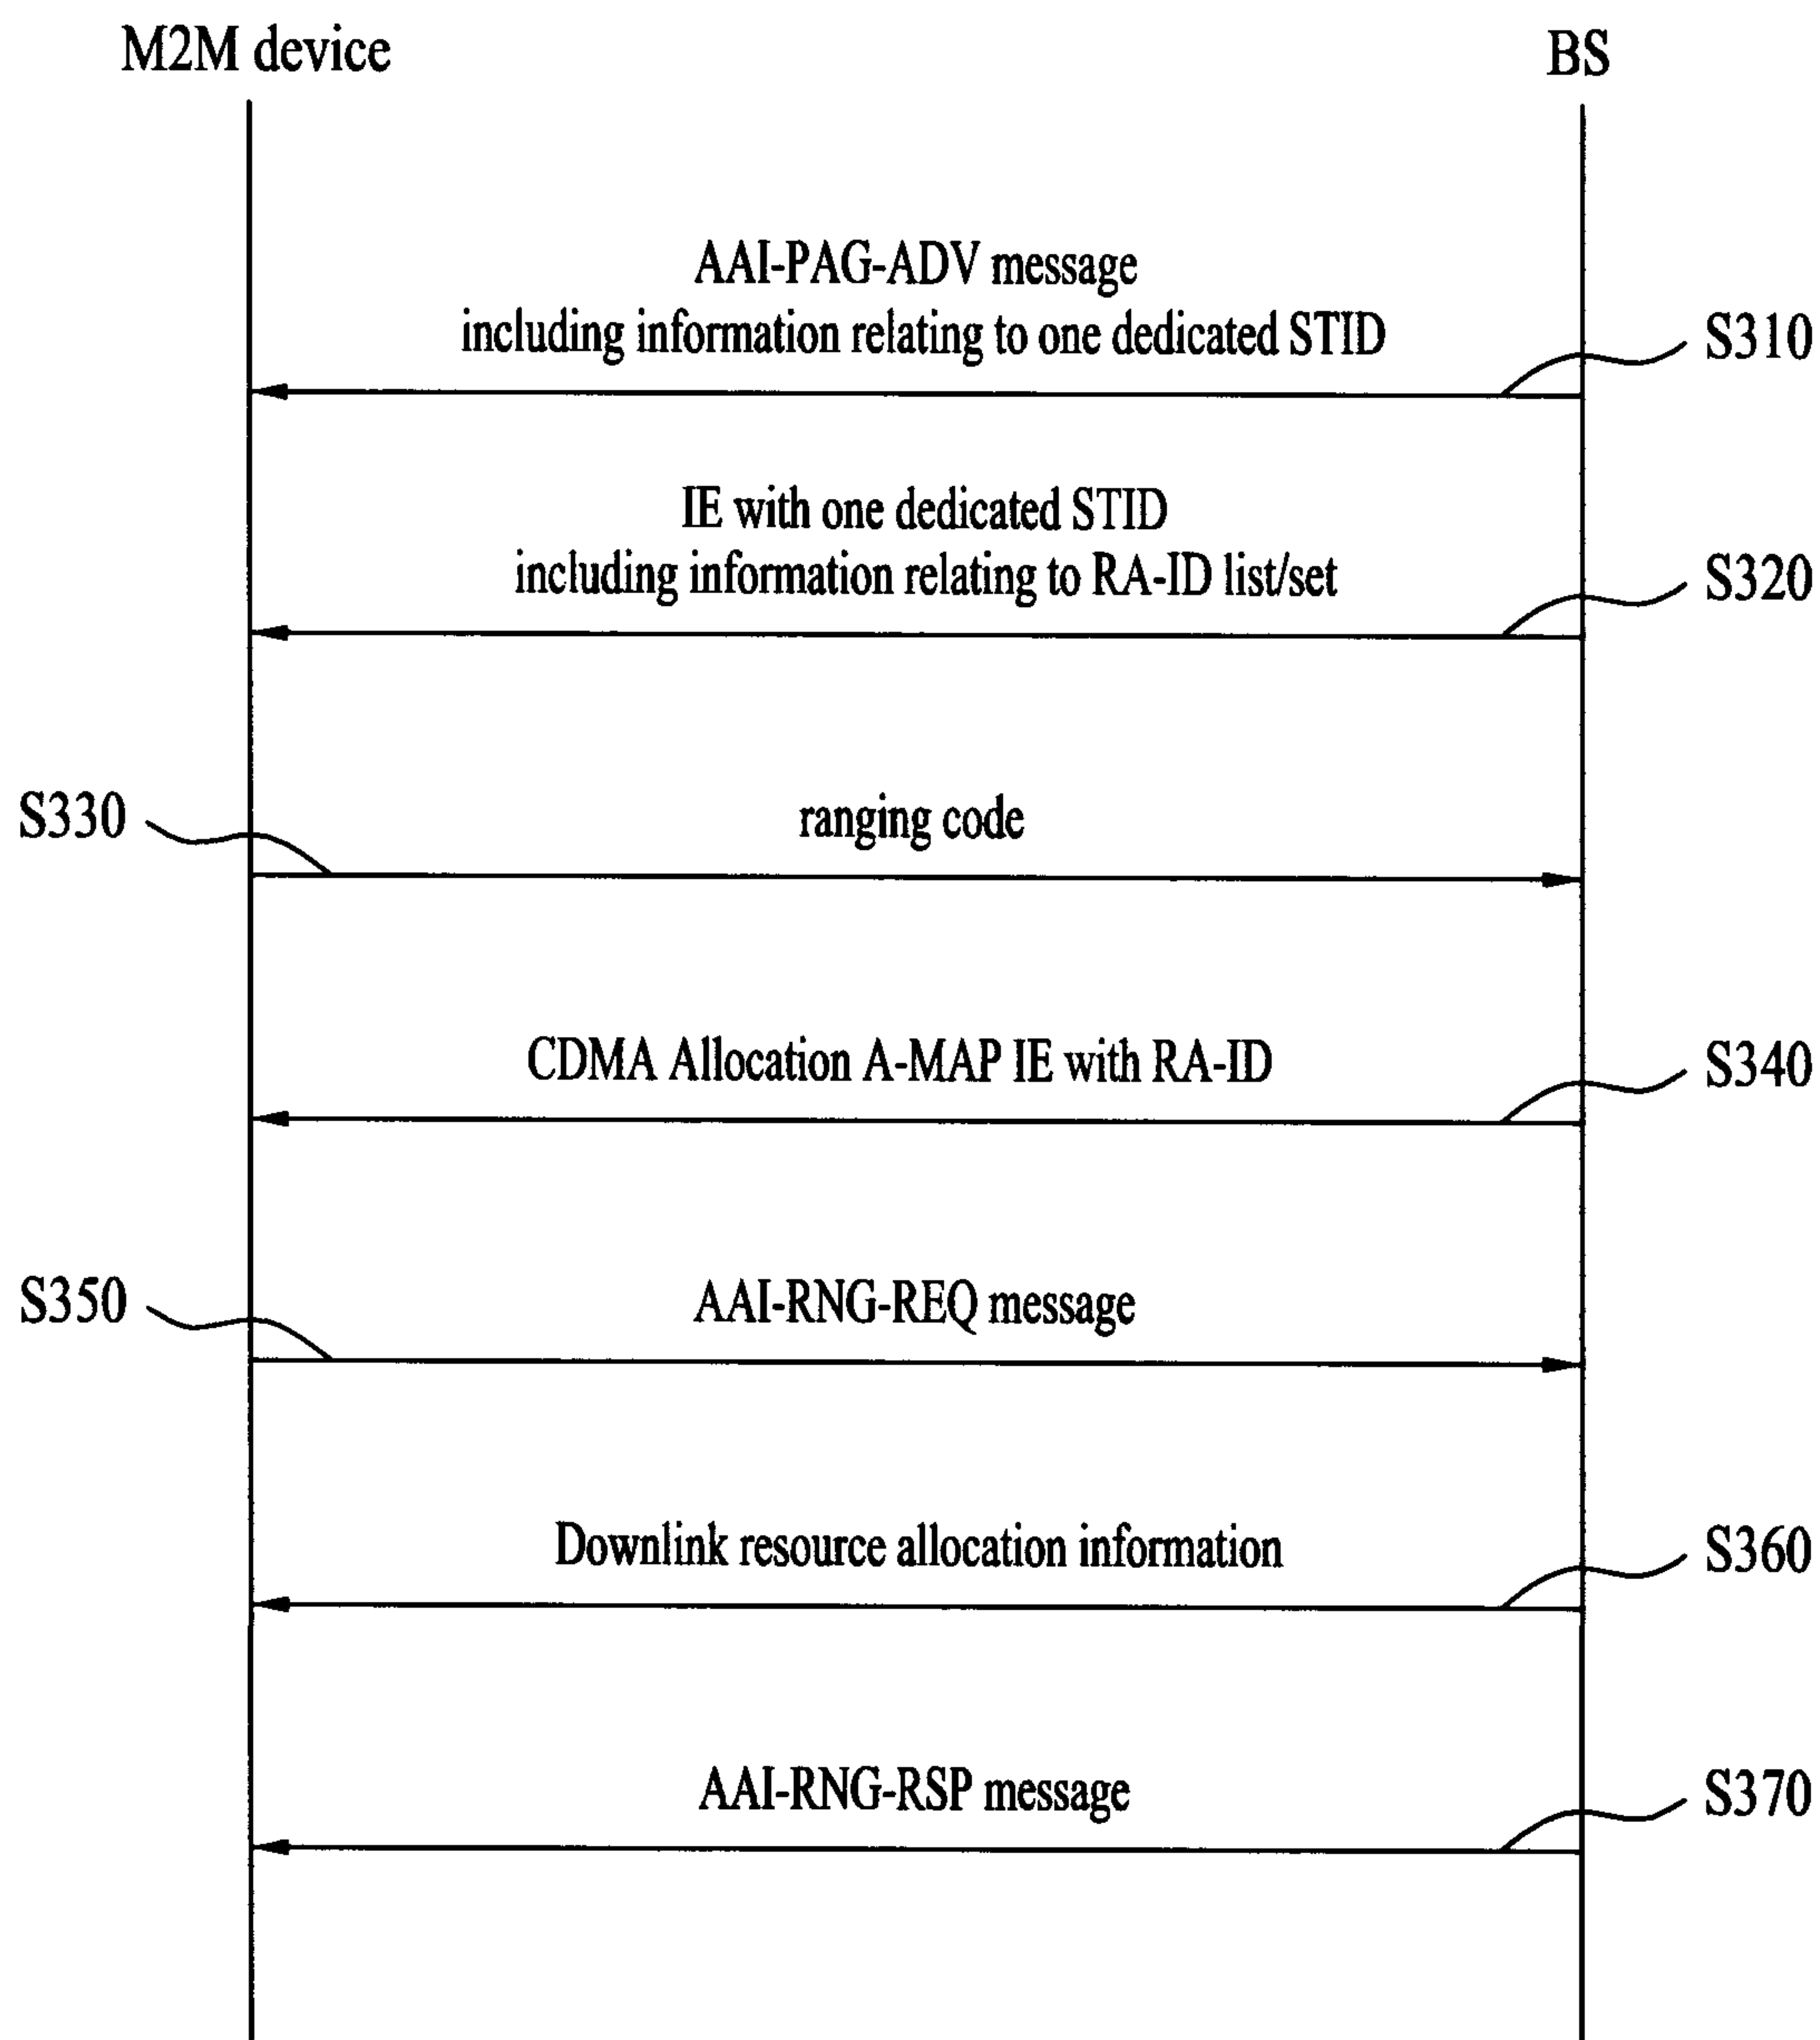 M2M device
BS
AAI-PAG-ADV message
including information relating to one dedicated STID
S310
IE with one dedicated STID
including information relating to RA-ID list/set
S320
S330
ranging code
CDMA Allocation A-MAP IE with RA-ID
S340
S350
AAI-RNG-REQ message
Downlink resource allocation information
S360
AAI-RNG-RSP message
S370